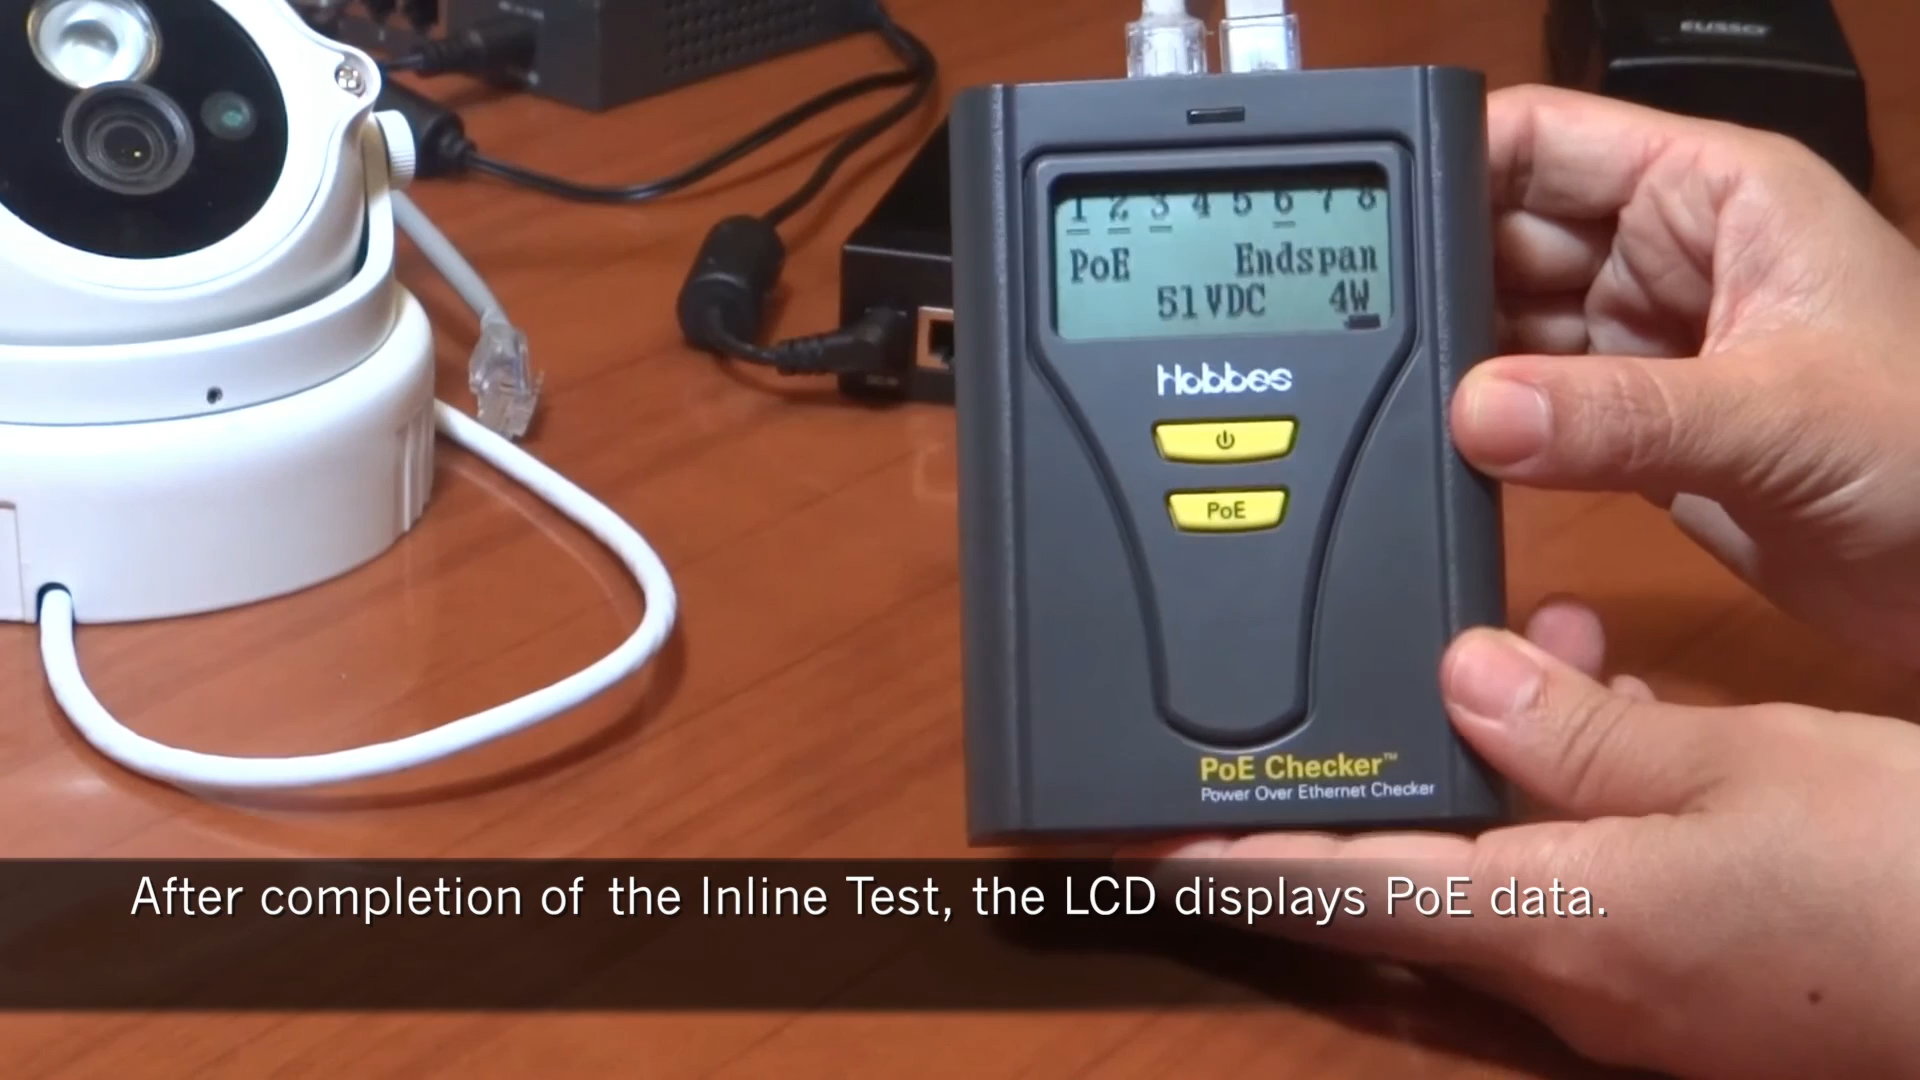 EUSSO
1 2 3 4 5 6 7 8
PoE Endspan
51VDC 4W
Hobbes
PoE
PoE Checker™
Power Over Ethernet Checker
After completion of the Inline Test, the LCD displays PoE data.